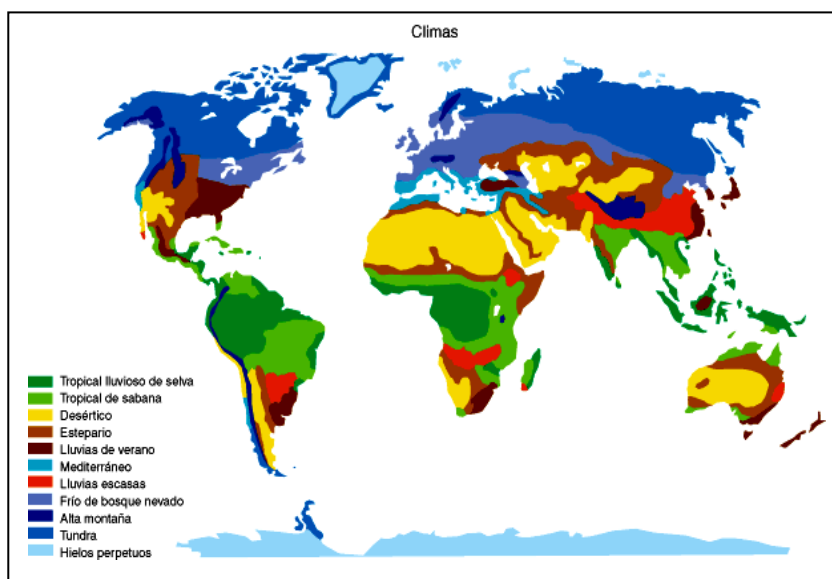 Climas
Tropical lluvioso de selva
Tropical de sabana
Desértico
Estepario
Lluvias de verano
Mediterráneo
Lluvias escasas
Frío de bosque nevado
Alta montaña
Tundra
Hielos perpetuos